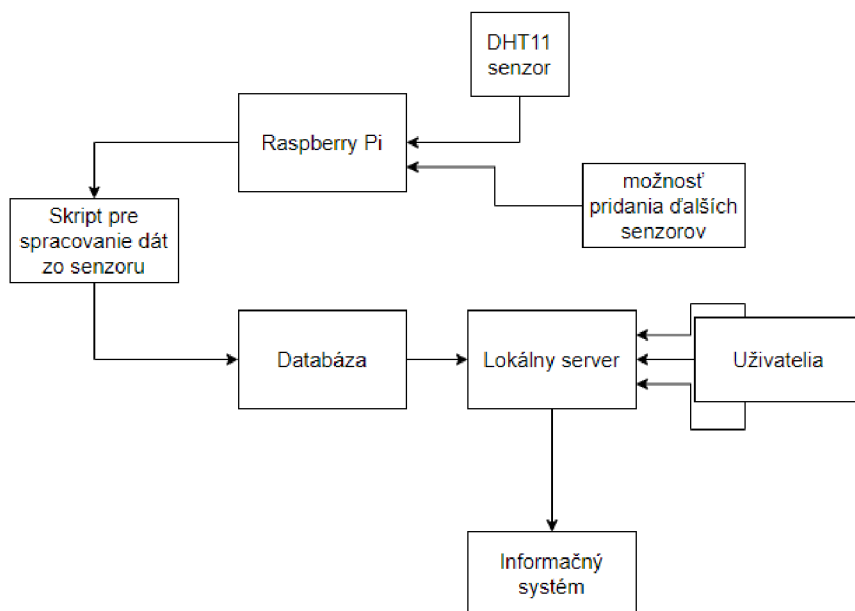 DHT11
senzor
Raspberry Pi
možnosť
pridania ďalších
senzorov
Skript pre
spracovanie dát
zo senzoru
Databáza
Lokálny server
Uživatelia
Informačný
systém